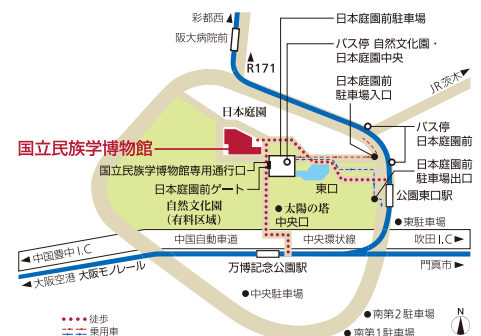 彩都西
阪大病院前
R171
日本庭園前駐車場
バス停 自然文化園・
日本庭園中央
日本庭園前
駐車場入口
JR茨木
バス停
日本庭園前
日本庭園前
駐車場出口
公園東口駅
日本庭園
国立民族学博物館
国立民族学博物館専用通行口
日本庭園前ゲート
自然文化園
(有料区域)
東口
太陽の塔
中央口
東駐車場
中国自動車道
中央環状線
吹田I.C
中国豊中I.C
大阪空港 大阪モノレール
万博記念公園駅
門真市
中央駐車場
南第2駐車場
南第1駐車場
徒歩
乗用車
N